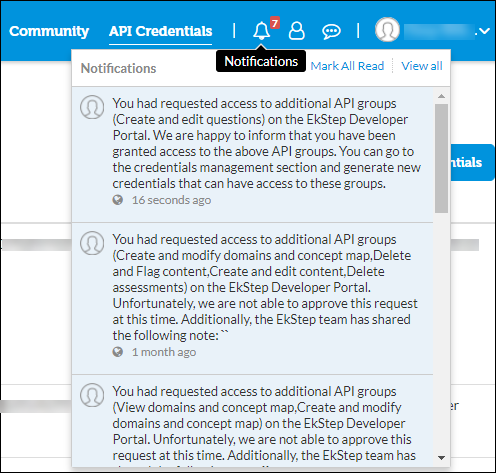 Community API Credentials 7
Notifications
Notifications Mark All Read View all
You had requested access to additional API groups
(Create and edit questions) on the EkStep Developer
Portal. We are happy to inform that you have been
granted access to the above API groups. You can go to
the credentials management section and generate new
credentials that can have access to these groups.
16 seconds ago
ntials
You had requested access to additional API groups
(Create and modify domains and concept map,Delete
and Flag content,Create and edit content,Delete
assessments) on the EkStep Developer Portal.
Unfortunately, we are not able to approve this request
at this time. Additionally, the EkStep team has shared
the following note: ``
1 month ago
You had requested access to additional API groups
(View domains and concept map,Create and modify
domains and concept map) on the EkStep Developer
Portal. Unfortunately, we are not able to approve this
request at this time. Additionally, the EkStep team has
er